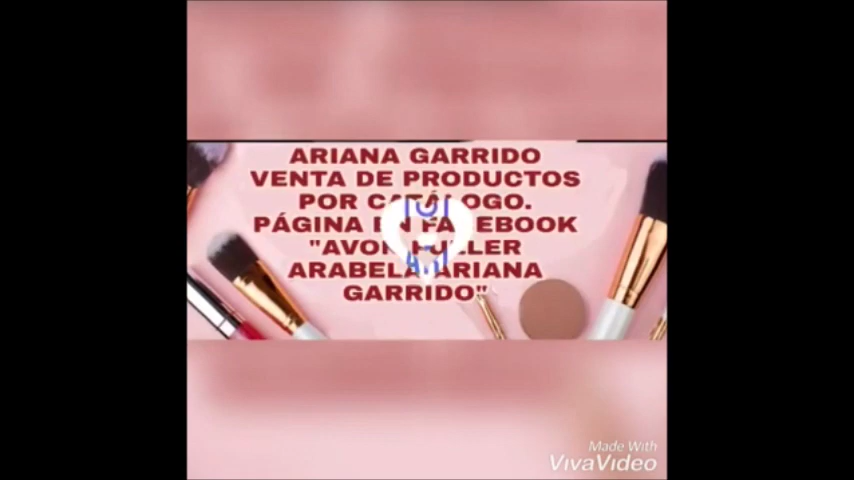 ARIANA GARRIDO
VENTA DE PRODUCTOS
POR CATÁLOGO.
PÁGINA EN FACEBOOK
"AVON FULLER
ARABELA ARIANA
GARRIDO"
Made With
VivaVideo